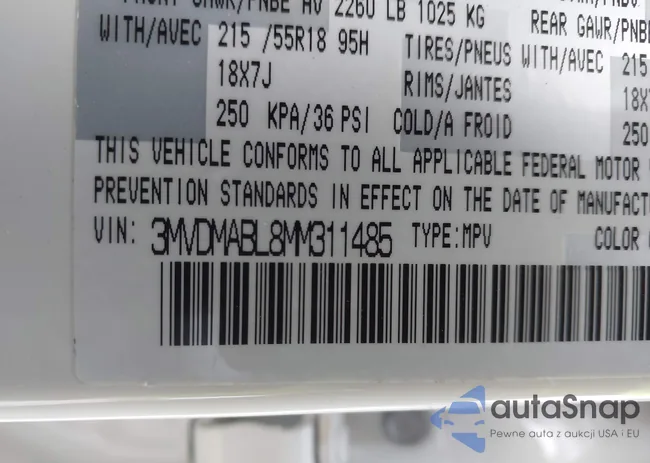 FRONT GAWR/PNBE AV 2260 LB 1025 KG
REAR GAWR/PNBE
WITH/AVEC 215 /55R18 95H TIRES/PNEUS WITH/AVEC 215
18X7J RIMS/JANTES 18X
250 KPA/36 PSI COLD/A FROID 250
THIS VEHICLE CONFORMS TO ALL APPLICABLE FEDERAL MOTOR
PREVENTION STANDARDS IN EFFECT ON THE DATE OF MANUFACT
VIN: 3MVDMABL8MM311485 TYPE:MPV COLOR
autaSnap
Pewne auta z aukcji USA i EU